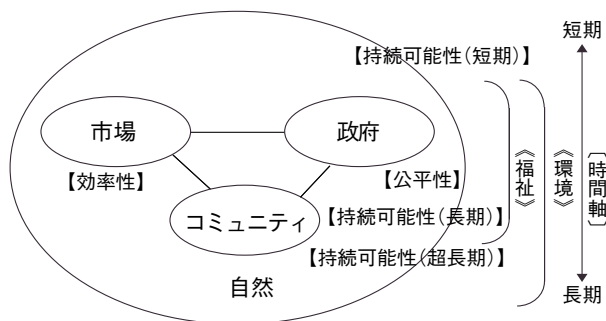 短期
【持続可能性(短期)】
市場
政府
【効率性】
【公平性】
コミュニティ
【持続可能性(長期)】
【持続可能性(超長期)】
自然
《福祉》
《環境》
〔時間軸〕
長期